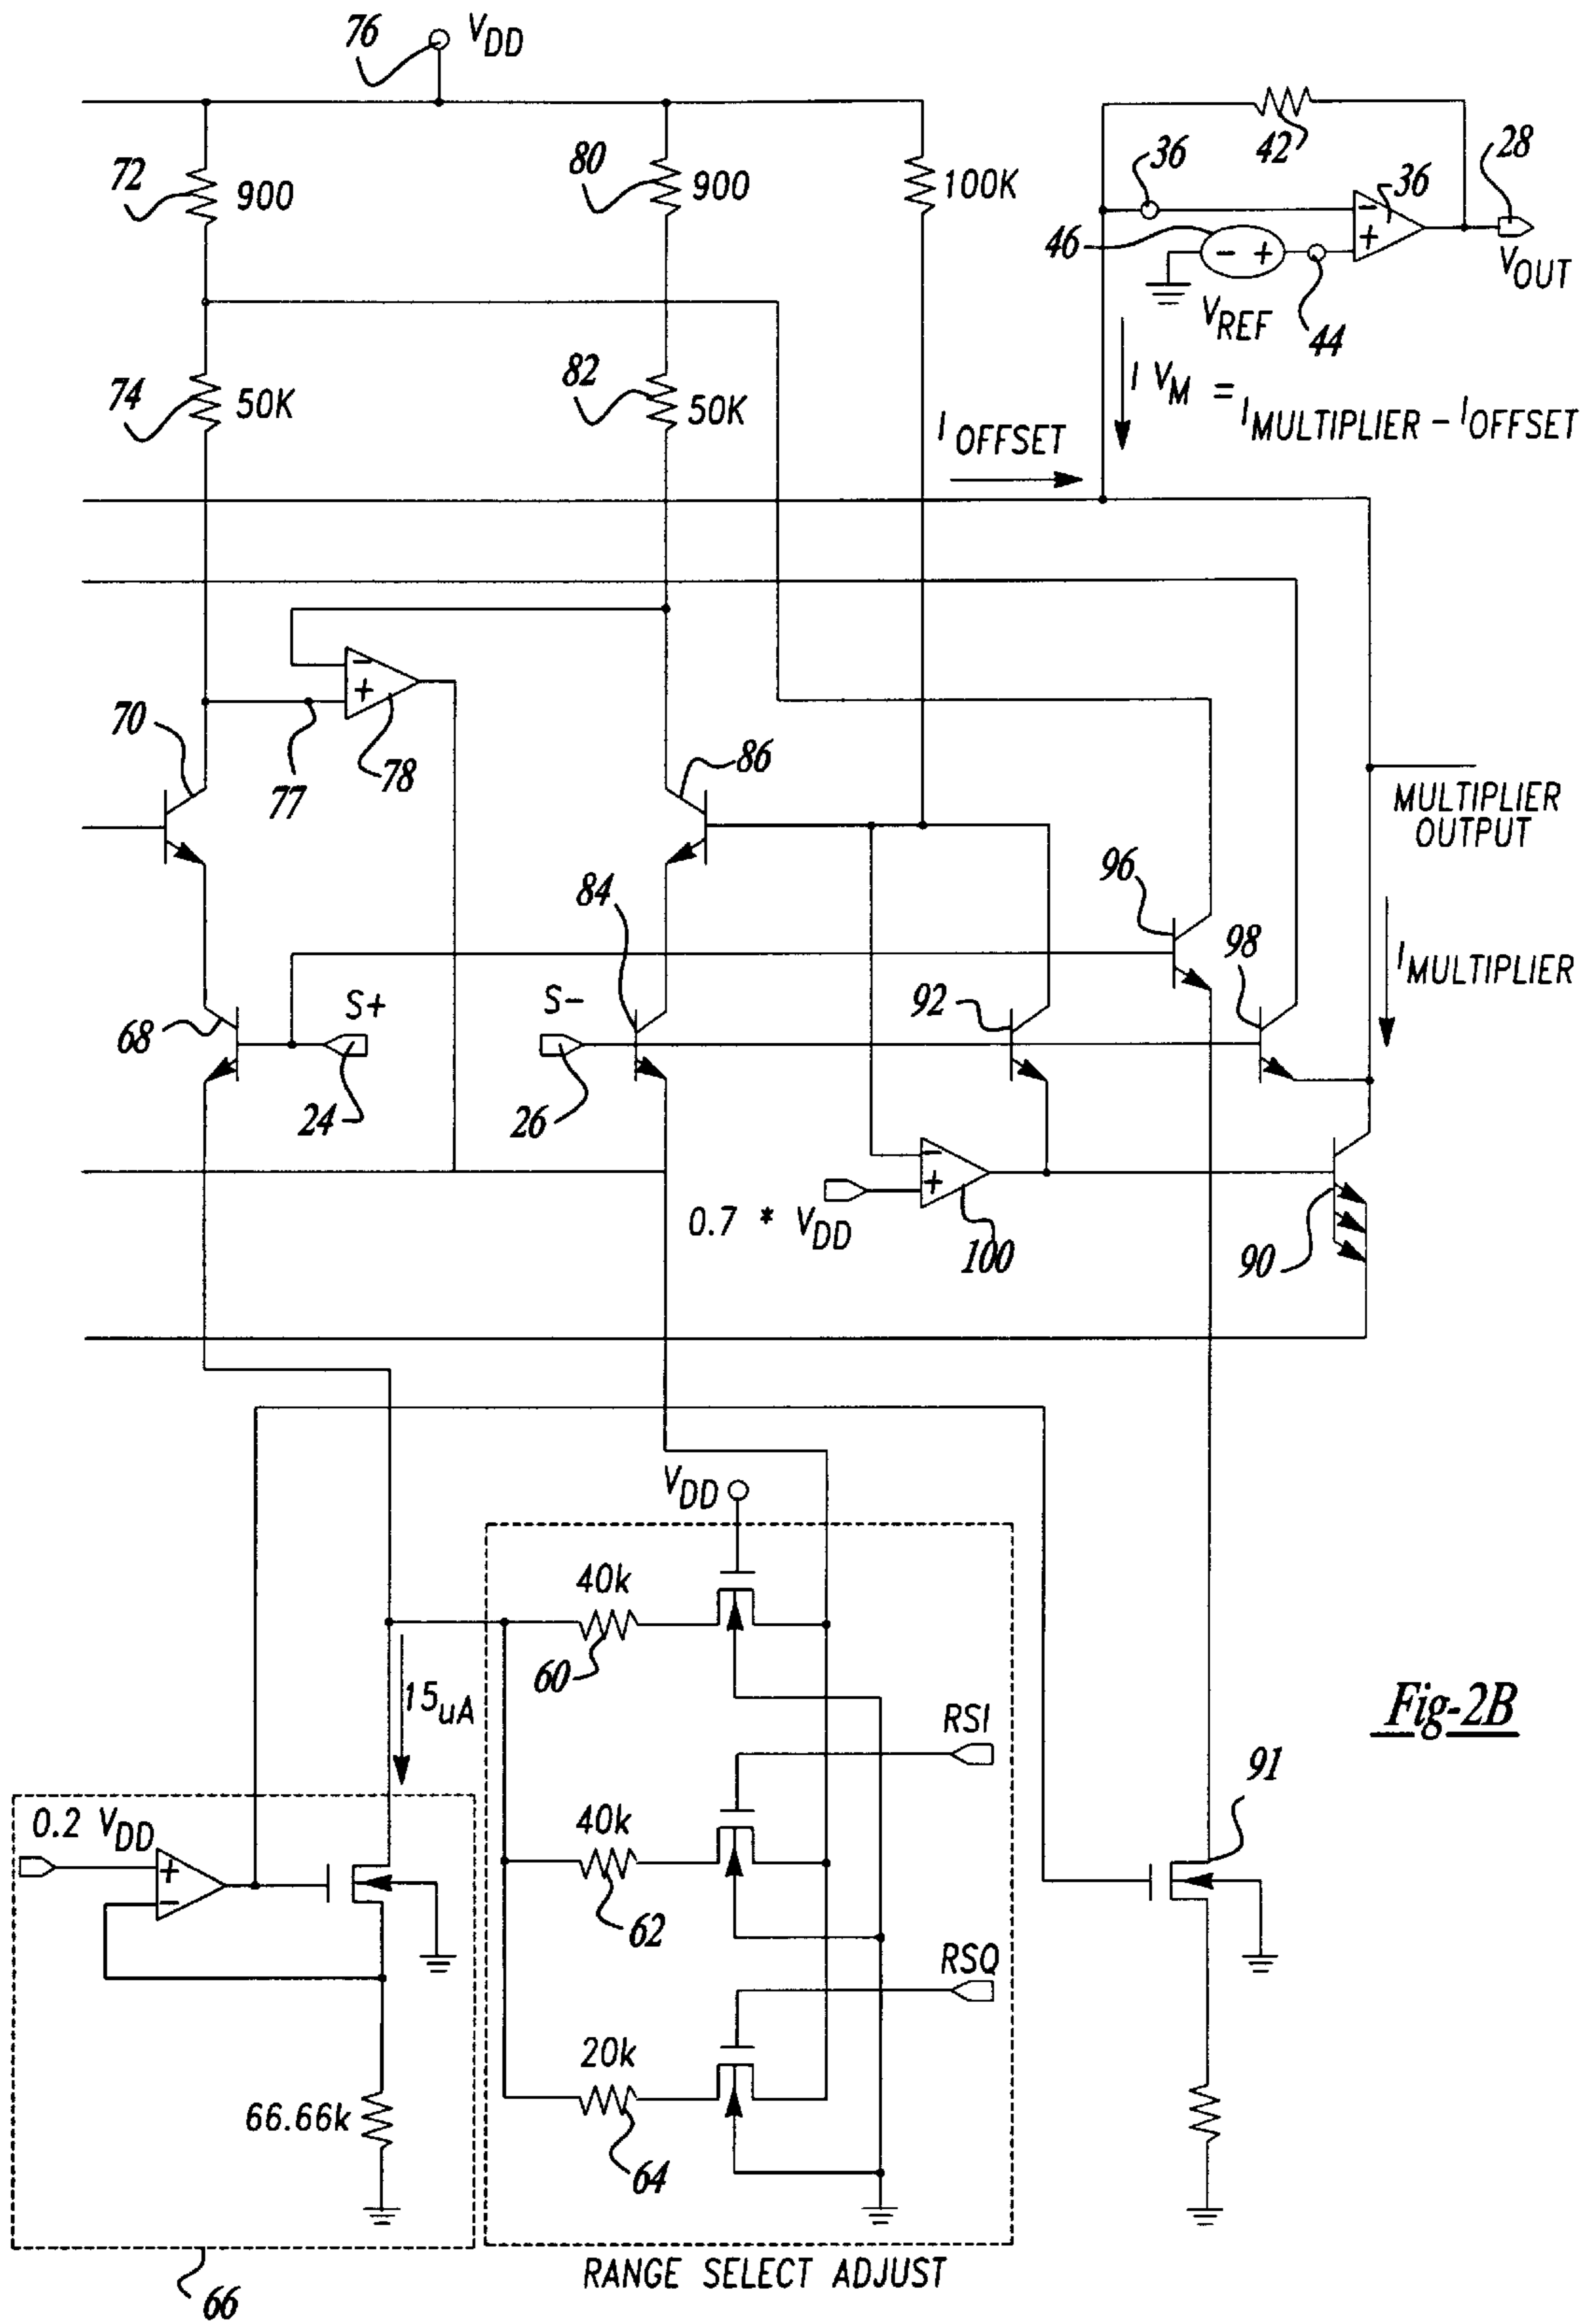 76
VDD
72
900
80
900
100K
36
42
36
28
46
VREF
44
VOUT
74
50K
82
50K
I OFFSET
I VM = IMULTIPLIER - IOFFSET
70
77
78
86
MULTIPLIER
OUTPUT
96
84
98
IMULTIPLIER
68
S+
S-
92
24
26
0.7 * VDD
100
90
VDD
40k
60
15uA
RSI
Fig-2B
91
0.2 VDD
40k
62
RSQ
20k
66.66k
64
RANGE SELECT ADJUST
66